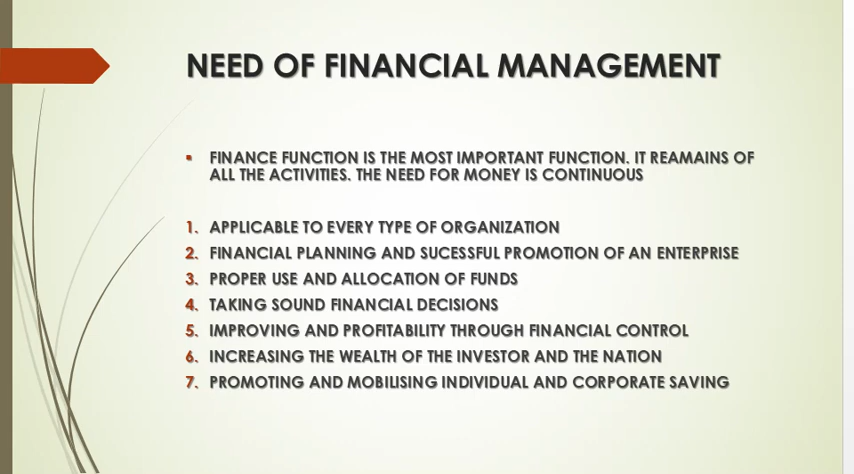 NEED OF FINANCIAL MANAGEMENT
▪ FINANCE FUNCTION IS THE MOST IMPORTANT FUNCTION. IT REAMAINS OF
ALL THE ACTIVITIES. THE NEED FOR MONEY IS CONTINUOUS
1. APPLICABLE TO EVERY TYPE OF ORGANIZATION
2. FINANCIAL PLANNING AND SUCESSFUL PROMOTION OF AN ENTERPRISE
3. PROPER USE AND ALLOCATION OF FUNDS
4. TAKING SOUND FINANCIAL DECISIONS
5. IMPROVING AND PROFITABILITY THROUGH FINANCIAL CONTROL
6. INCREASING THE WEALTH OF THE INVESTOR AND THE NATION
7. PROMOTING AND MOBILISING INDIVIDUAL AND CORPORATE SAVING